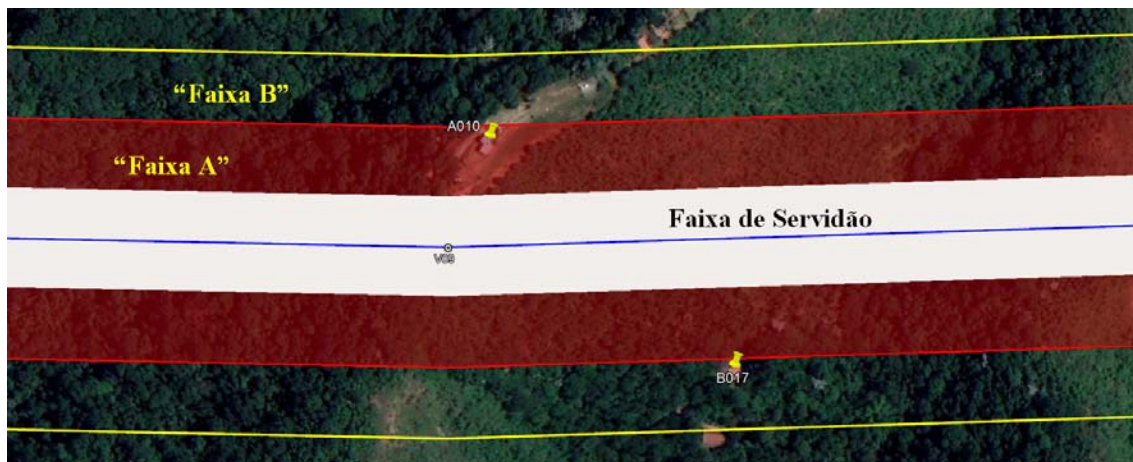 “Faixa B”
A010
“Faixa A”
Faixa de Servidão
V09
B017